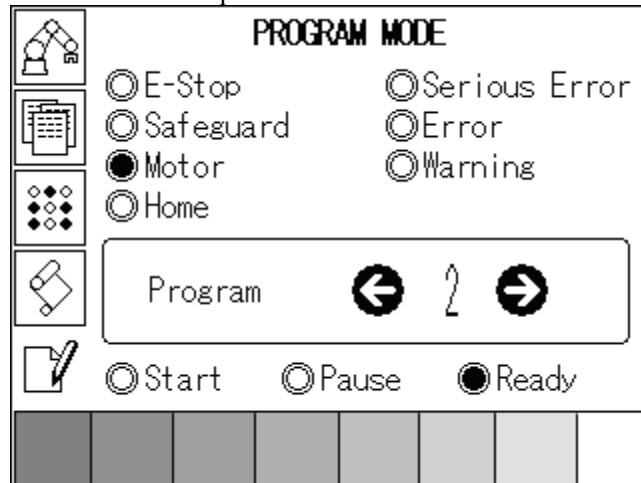 PROGRAM MODE
E-Stop Serious Error
Safeguard Error
Motor Warning
Home
Program 2
Start Pause Ready